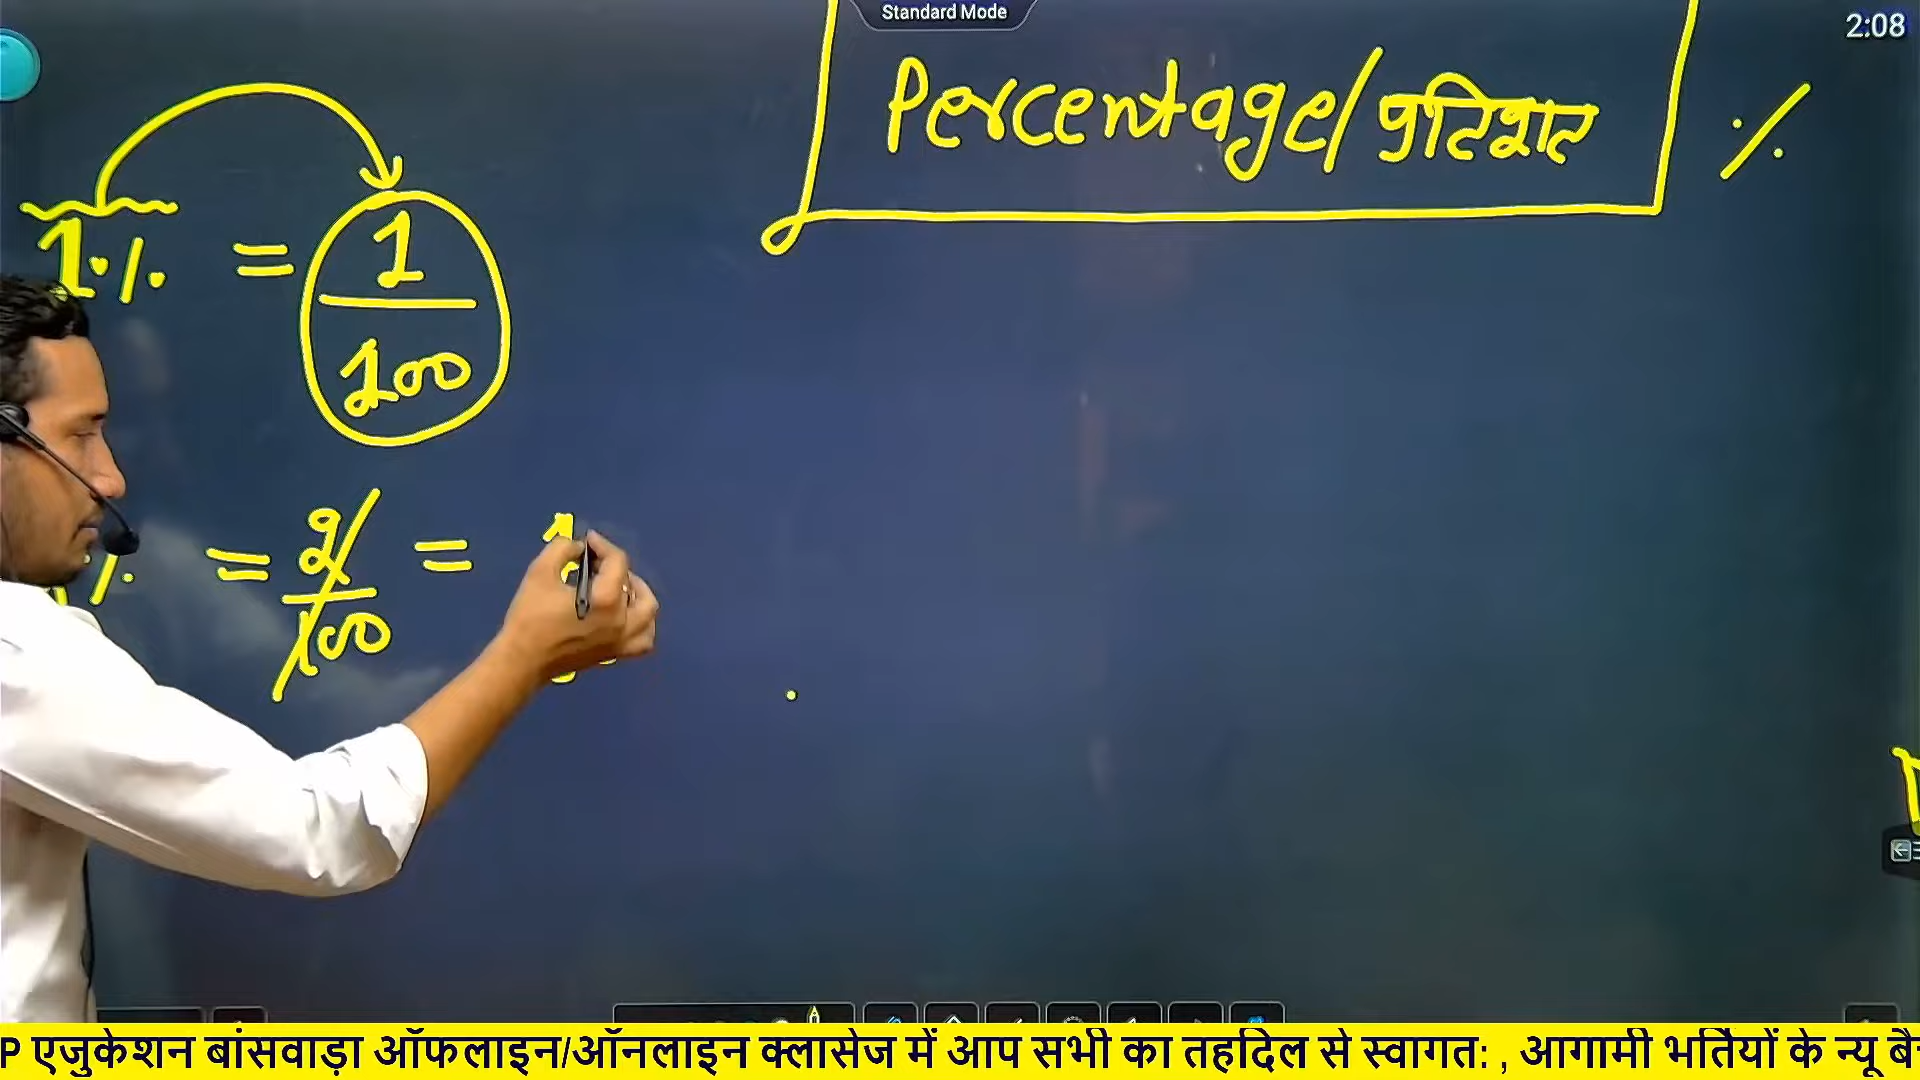 Standard Mode
2:08
Percentage/प्रतिशत %
1% = 1/100
% = 2/100 = 1
P एजुकेशन बांसवाड़ा ऑफलाइन/ऑनलाइन क्लासेज में आप सभी का तहदिल से स्वागत: , आगामी भर्तियों के न्यू बै